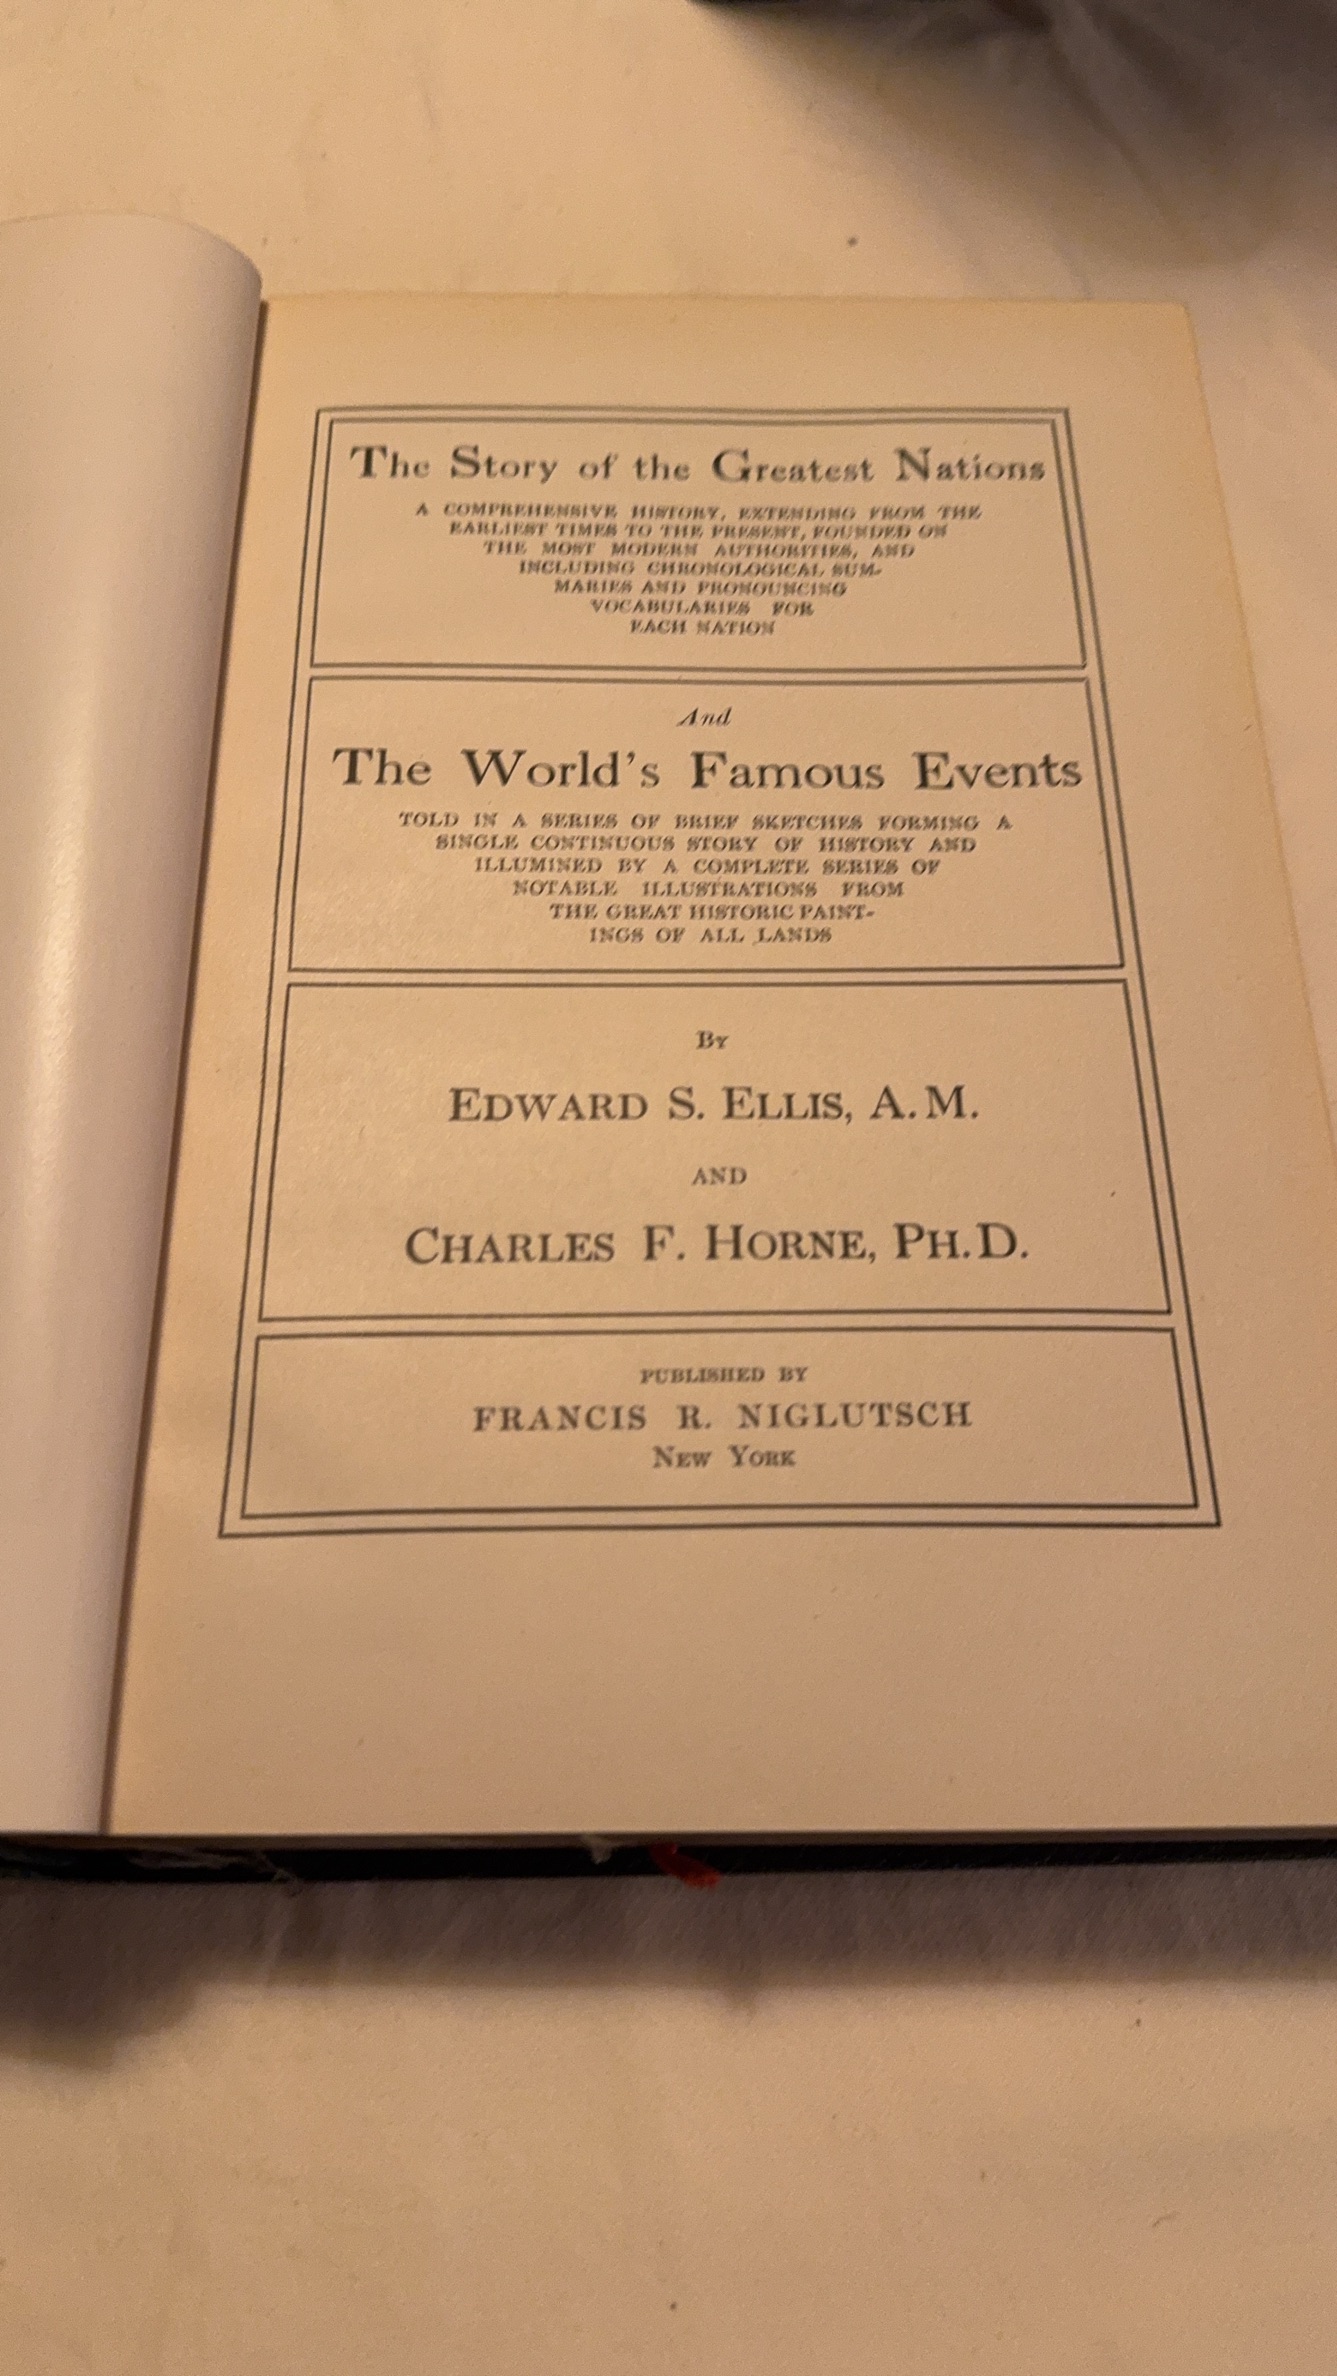 The Story of the Greatest Nations
A COMPREHENSIVE HISTORY, EXTENDING FROM THE
EARLIEST TIMES TO THE PRESENT, FOUNDED ON
THE MOST MODERN AUTHORITIES, AND
INCLUDING CHRONOLOGICAL SUM-
MARIES AND PRONOUNCING
VOCABULARIES FOR
EACH NATION
And
The World's Famous Events
TOLD IN A SERIES OF BRIEF SKETCHES FORMING A
SINGLE CONTINUOUS STORY OF HISTORY AND
ILLUMINED BY A COMPLETE SERIES OF
NOTABLE ILLUSTRATIONS FROM
THE GREAT HISTORIC PAINT-
INGS OF ALL LANDS
BY
EDWARD S. ELLIS, A.M.
AND
CHARLES F. HORNE, PH.D.
PUBLISHED BY
FRANCIS R. NIGLUTSCH
NEW YORK